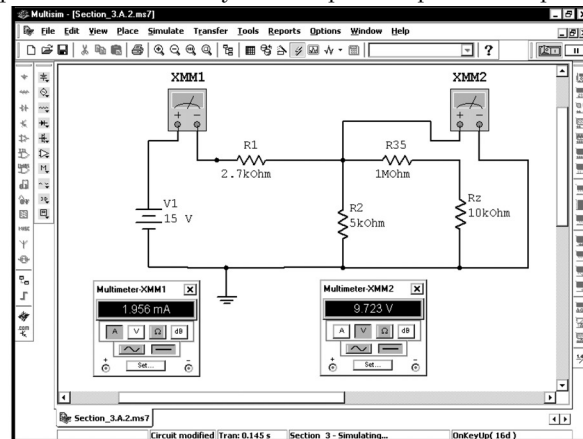 Multisim - [Section_3.A.2.ms7]
File Edit View Place Simulate Transfer Tools Reports Options Window Help
?
XMM1
XMM2
R1
2.7kOhm
R35
1MOhm
V1
15 V
R2
5kOhm
Rz
10kOhm
Multimeter-XMM1
1.956 mA
A V Ω dB
Set...
Multimeter-XMM2
9.723 V
A V Ω dB
Set...
Section_3.A.2.ms7
Circuit modified Tran: 0.145 s Section 3 - Simulating... OnKeyUp( 16d )